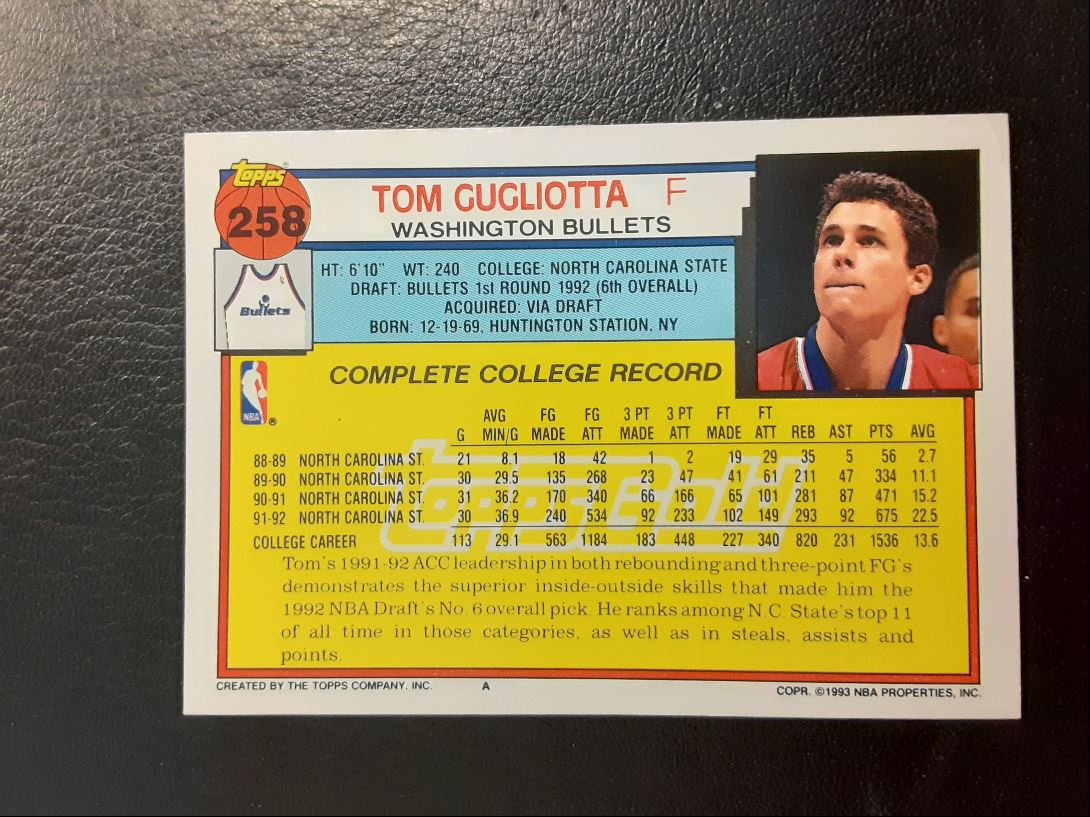 topps
258
TOM GUGLIOTTA F
WASHINGTON BULLETS
Bullets
HT: 6'10" WT: 240 COLLEGE: NORTH CAROLINA STATE
DRAFT: BULLETS 1st ROUND 1992 (6th OVERALL)
ACQUIRED: VIA DRAFT
BORN: 12-19-69, HUNTINGTON STATION, NY
NBA ®
COMPLETE COLLEGE RECORD
AVG FG FG 3 PT 3 PT FT FT
G MIN/G MADE ATT MADE ATT MADE ATT REB AST PTS AVG
88-89 NORTH CAROLINA ST. 21 8.1 18 42 1 2 19 29 35 5 56 2.7
89-90 NORTH CAROLINA ST. 30 29.5 135 268 23 47 41 61 211 47 334 11.1
90-91 NORTH CAROLINA ST. 31 36.2 170 340 66 166 65 101 281 87 471 15.2
91-92 NORTH CAROLINA ST. 30 36.9 240 534 92 233 102 149 293 92 675 22.5
COLLEGE CAREER 113 29.1 563 1184 183 448 227 340 820 231 1536 13.6
ToppsGold
Tom's 1991-92 ACC leadership in both rebounding and three-point FG's
demonstrates the superior inside-outside skills that made him the
1992 NBA Draft's No. 6 overall pick. He ranks among N.C. State's top 11
of all time in those categories, as well as in steals, assists and
points.
CREATED BY THE TOPPS COMPANY, INC. A COPR. ©1993 NBA PROPERTIES, INC.